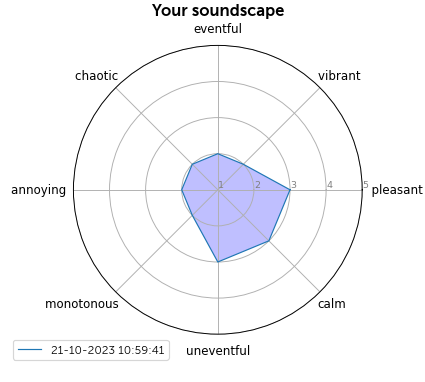 Your soundscape
eventful
chaotic
vibrant
annoying
1
2
3
4
5
pleasant
monotonous
calm
21-10-2023 10:59:41
uneventful